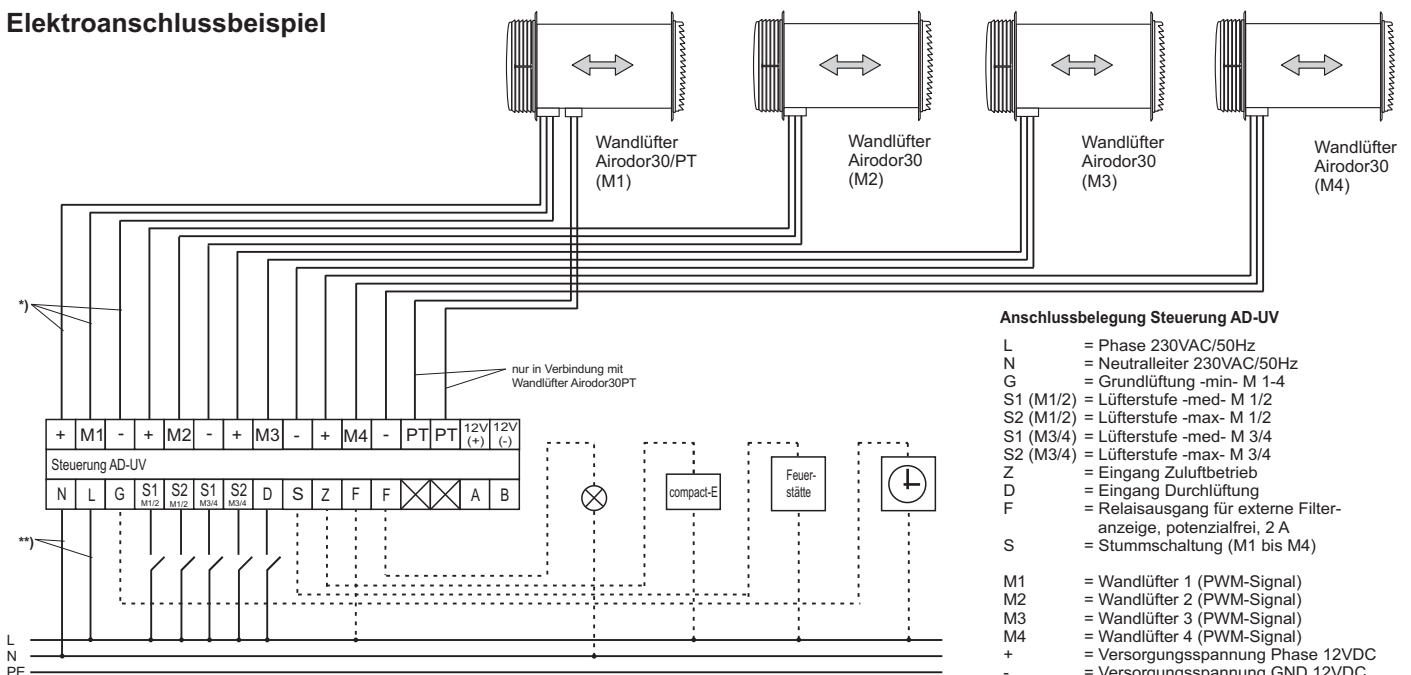 Elektroanschlussbeispiel
Wandlüfter
Airodor30/PT
(M1)
Wandlüfter
Airodor30
(M2)
Wandlüfter
Airodor30
(M3)
Wandlüfter
Airodor30
(M4)
*)
nur in Verbindung mit
Wandlüfter Airodor30PT
+ M1 - + M2 - + M3 - + M4 - PT PT 12V (+) 12V (-)
Steuerung AD-UV
N L G S1 M1/2 S2 M1/2 S1 M3/4 S2 M3/4 D S Z F F A B
compact-E
Feuer-
stätte
**)
L
N
PE
Anschlussbelegung Steuerung AD-UV
L = Phase 230VAC/50Hz
N = Neutralleiter 230VAC/50Hz
G = Grundlüftung -min- M 1-4
S1 (M1/2) = Lüfterstufe -med- M 1/2
S2 (M1/2) = Lüfterstufe -max- M 1/2
S1 (M3/4) = Lüfterstufe -med- M 3/4
S2 (M3/4) = Lüfterstufe -max- M 3/4
Z = Eingang Zuluftbetrieb
D = Eingang Durchlüftung
F = Relaisausgang für externe Filter-
anzeige, potenzialfrei, 2 A
S = Stummschaltung (M1 bis M4)
M1 = Wandlüfter 1 (PWM-Signal)
M2 = Wandlüfter 2 (PWM-Signal)
M3 = Wandlüfter 3 (PWM-Signal)
M4 = Wandlüfter 4 (PWM-Signal)
+ = Versorgungsspannung Phase 12VDC
- = Versorgungsspannung GND 12VDC